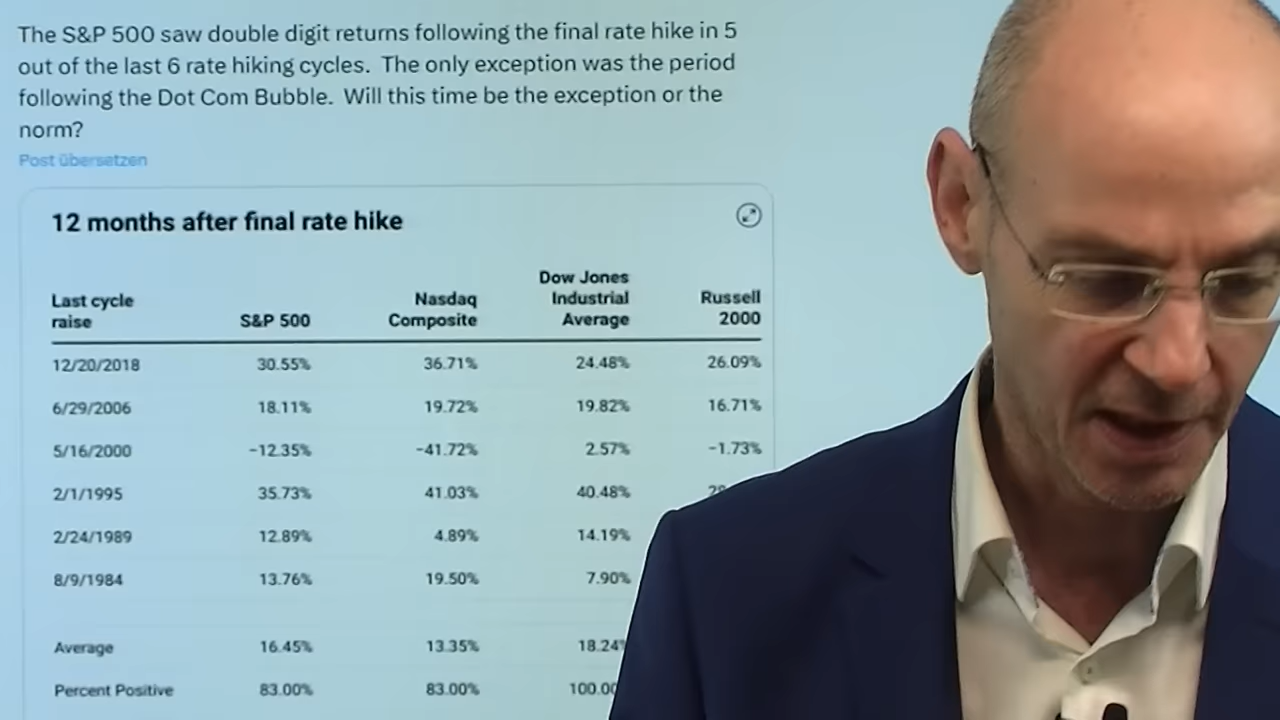 The S&P 500 saw double digit returns following the final rate hike in 5
out of the last 6 rate hiking cycles. The only exception was the period
following the Dot Com Bubble. Will this time be the exception or the
norm?
Post übersetzen
12 months after final rate hike
Last cycle raise S&P 500 Nasdaq Composite Dow Jones Industrial Average Russell 2000
12/20/2018 30.55% 36.71% 24.48% 26.09%
6/29/2006 18.11% 19.72% 19.82% 16.71%
5/16/2000 -12.35% -41.72% 2.57% -1.73%
2/1/1995 35.73% 41.03% 40.48%
2/24/1989 12.89% 4.89% 14.19%
8/9/1984 13.76% 19.50% 7.90%
Average 16.45% 13.35% 18.24
Percent Positive 83.00% 83.00% 100.00